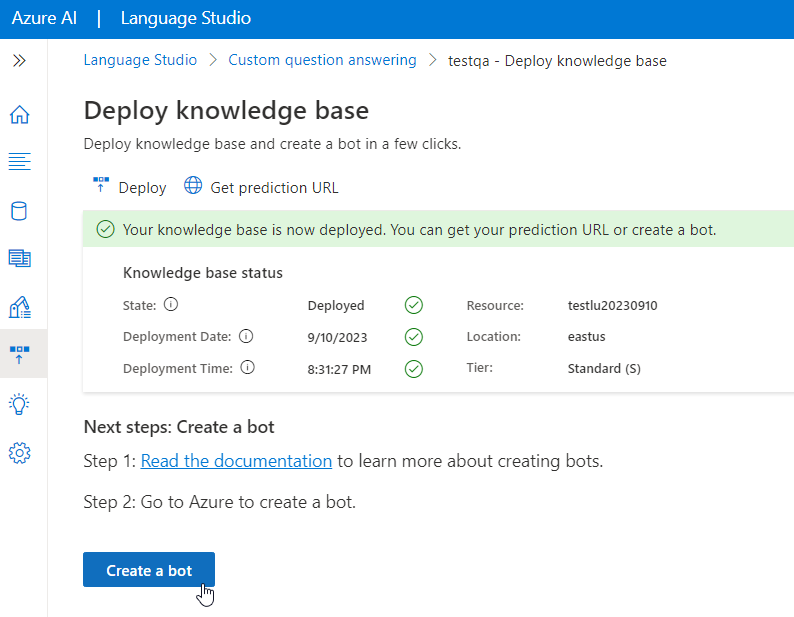 Azure AI | Language Studio
Language Studio > Custom question answering > testqa - Deploy knowledge base
Deploy knowledge base
Deploy knowledge base and create a bot in a few clicks.
Deploy Get prediction URL
Your knowledge base is now deployed. You can get your prediction URL or create a bot.
Knowledge base status
State: Deployed Resource: testlu20230910
Deployment Date: 9/10/2023 Location: eastus
Deployment Time: 8:31:27 PM Tier: Standard (S)
Next steps: Create a bot
Step 1: Read the documentation to learn more about creating bots.
Step 2: Go to Azure to create a bot.
Create a bot